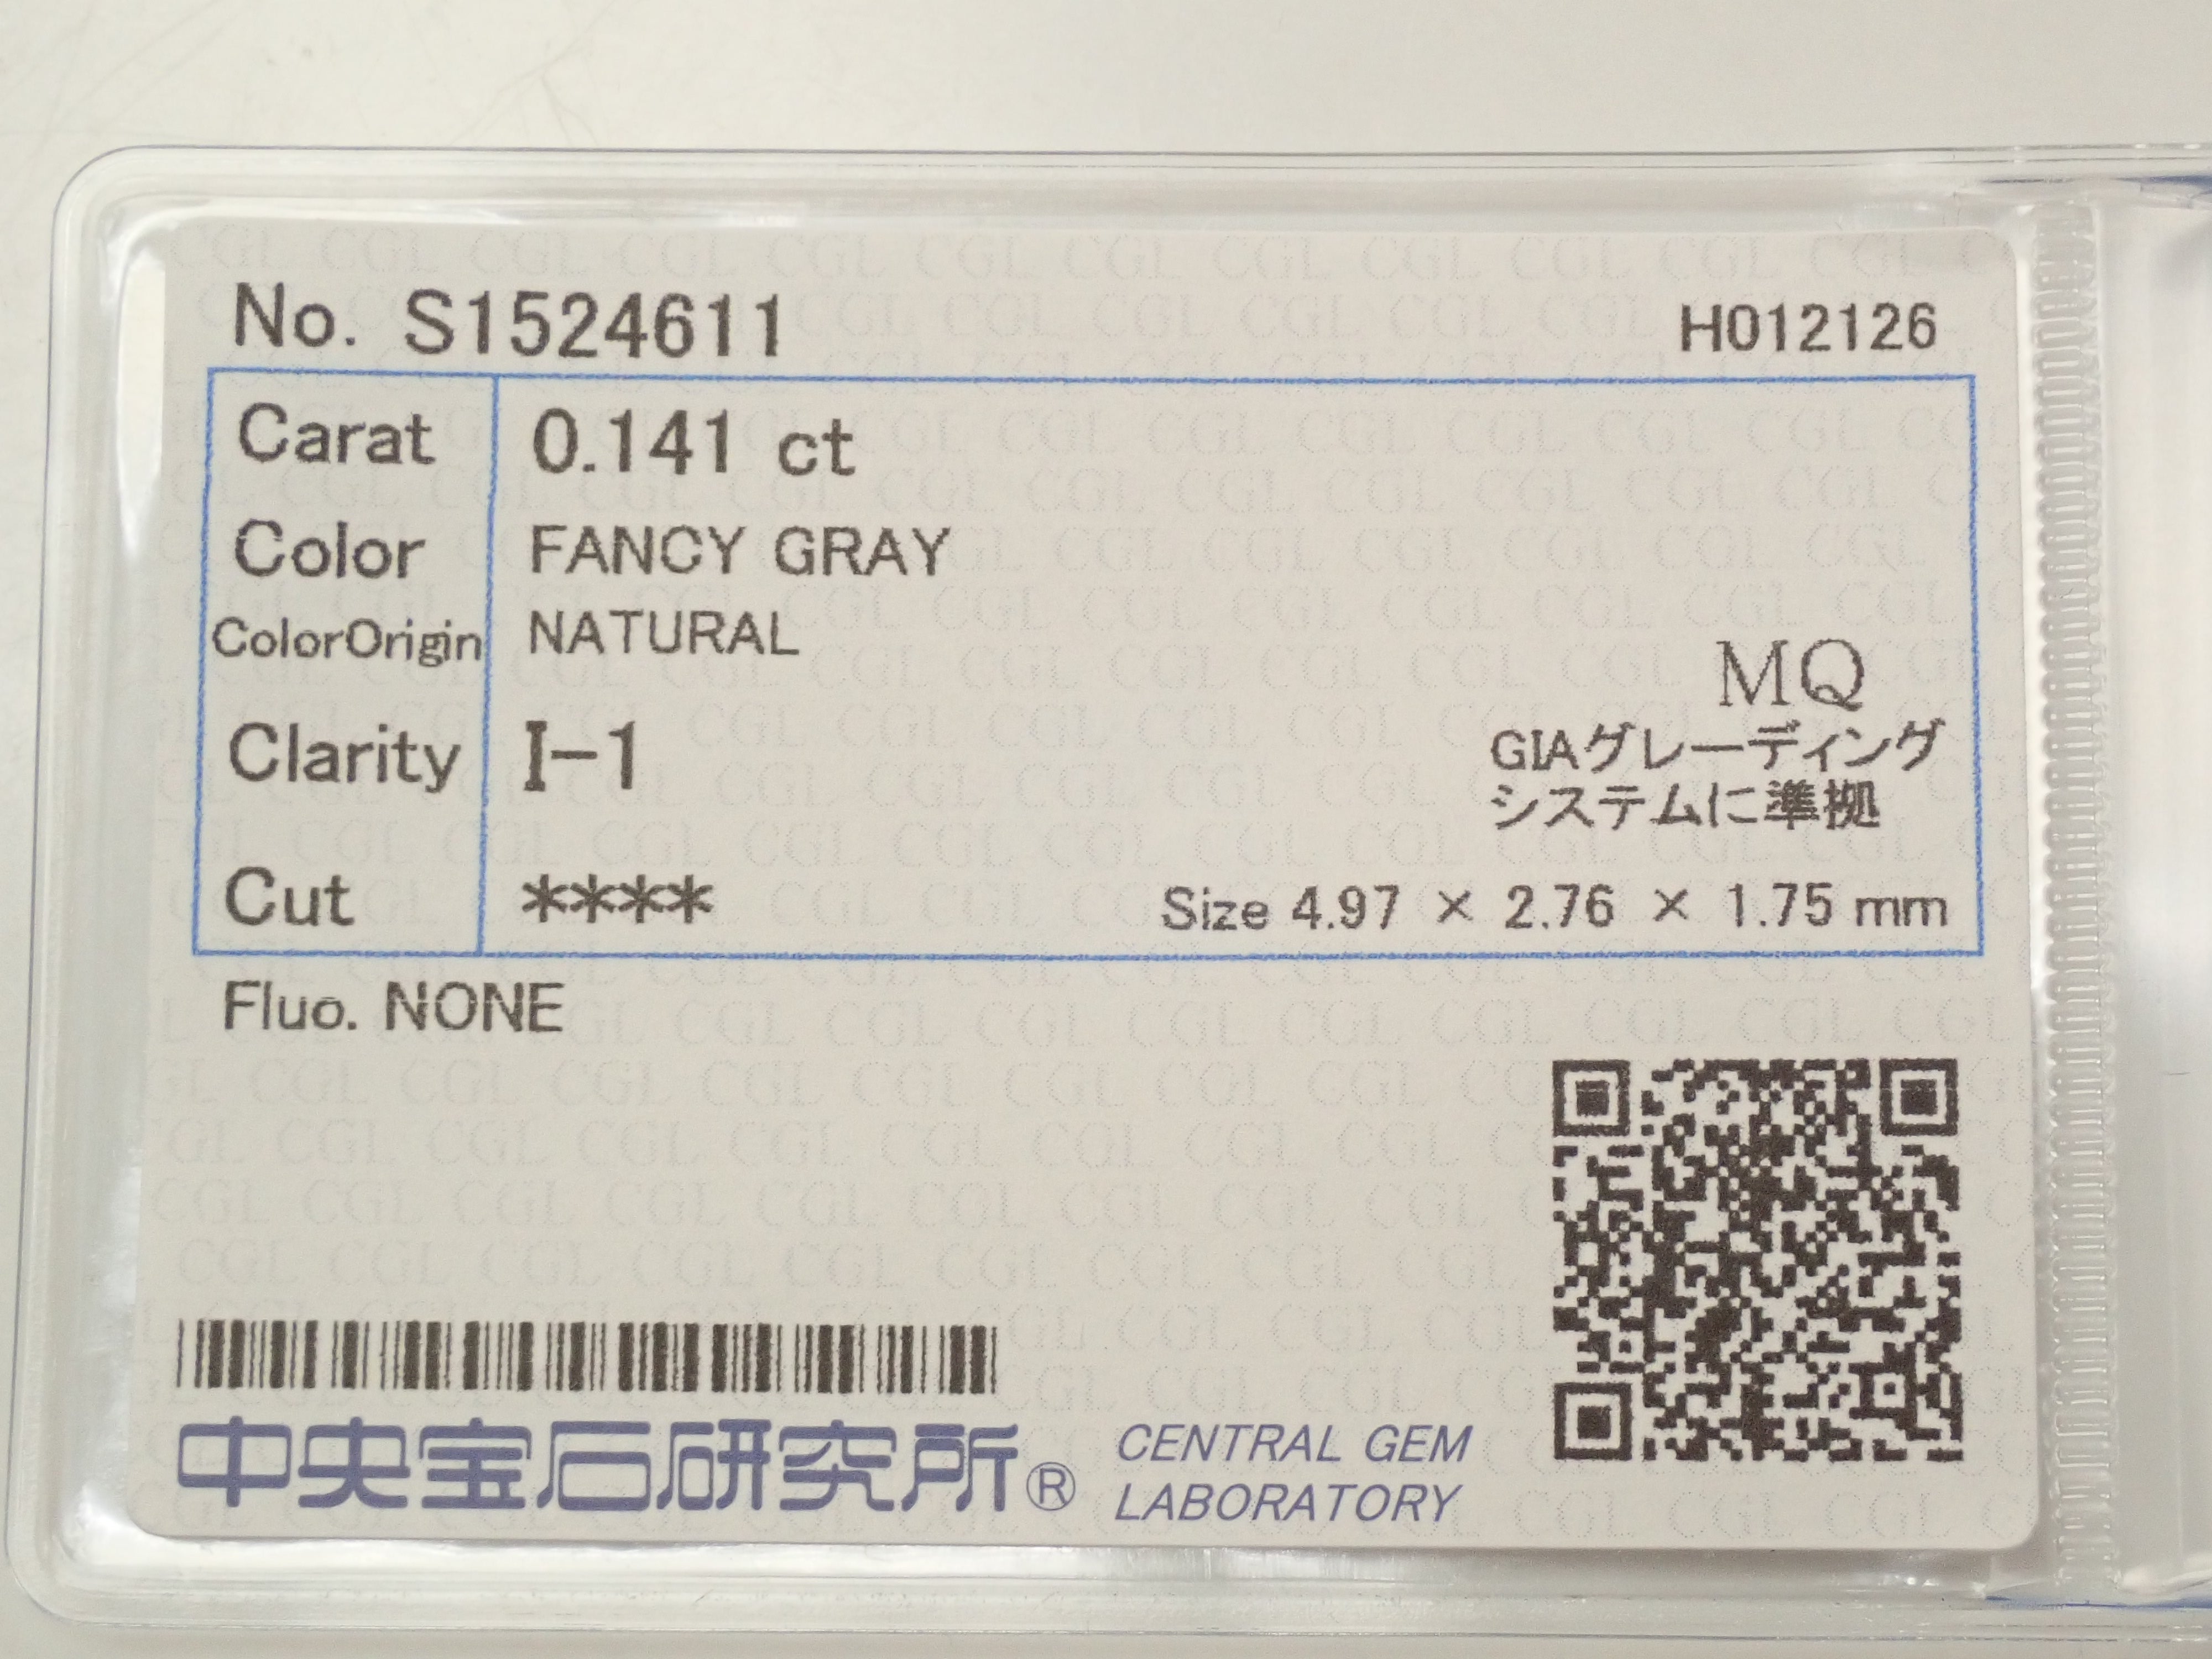 No. S1524611
H012126
Carat 0.141 ct
Color FANCY GRAY
ColorOrigin NATURAL
MQ
Clarity I-1
GIAグレーディング
システムに準拠
Cut ****
Size 4.97 × 2.76 × 1.75 mm
Fluo. NONE
中央宝石研究所®
CENTRAL GEM
LABORATORY